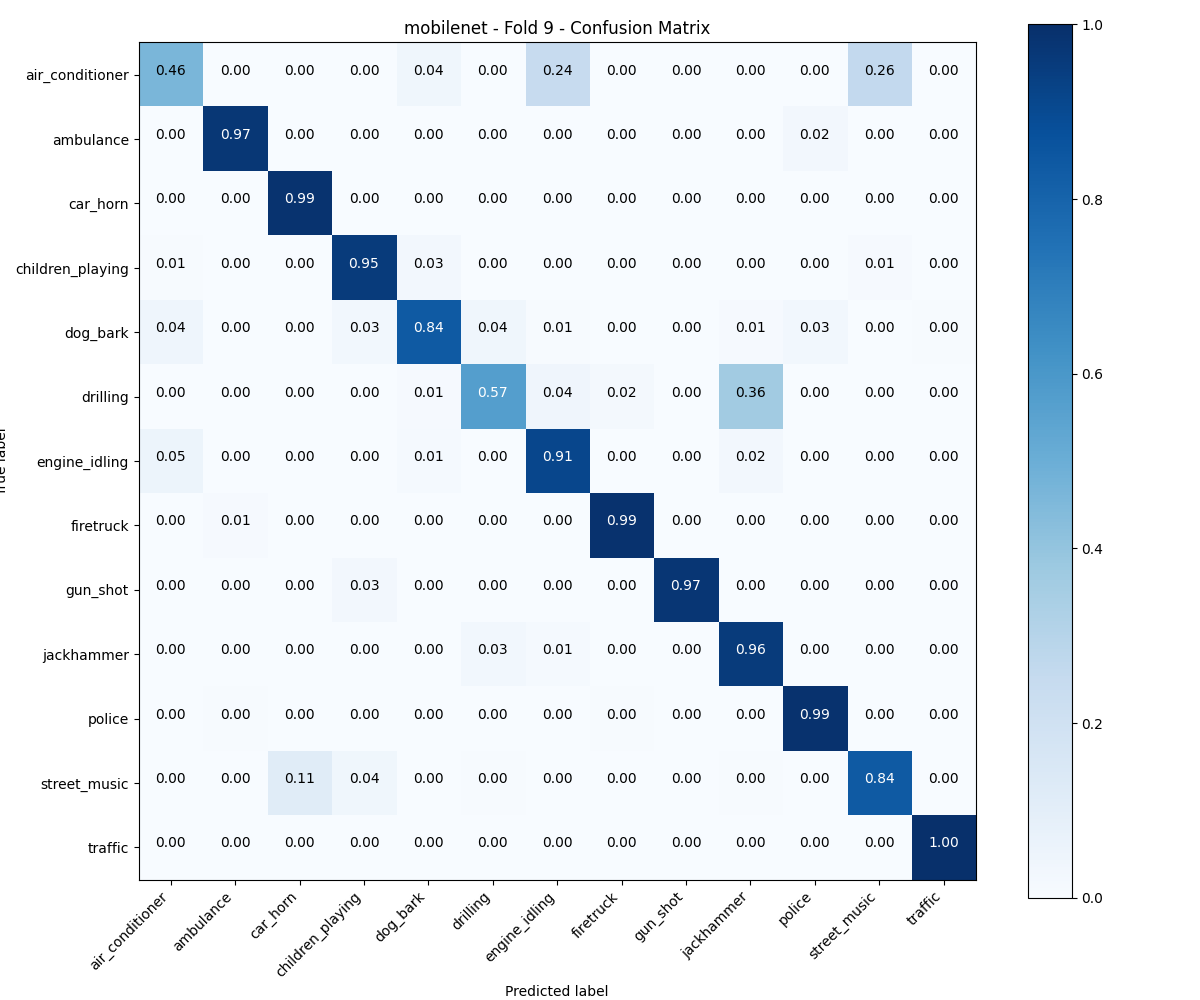 mobilenet - Fold 9 - Confusion Matrix
air_conditioner 0.46 0.00 0.00 0.00 0.04 0.00 0.24 0.00 0.00 0.00 0.00 0.26 0.00
ambulance 0.00 0.97 0.00 0.00 0.00 0.00 0.00 0.00 0.00 0.00 0.02 0.00 0.00
car_horn 0.00 0.00 0.99 0.00 0.00 0.00 0.00 0.00 0.00 0.00 0.00 0.00 0.00
children_playing 0.01 0.00 0.00 0.95 0.03 0.00 0.00 0.00 0.00 0.00 0.00 0.01 0.00
dog_bark 0.04 0.00 0.00 0.03 0.84 0.04 0.01 0.00 0.00 0.01 0.03 0.00 0.00
drilling 0.00 0.00 0.00 0.00 0.01 0.57 0.04 0.02 0.00 0.36 0.00 0.00 0.00
engine_idling 0.05 0.00 0.00 0.00 0.01 0.00 0.91 0.00 0.00 0.02 0.00 0.00 0.00
firetruck 0.00 0.01 0.00 0.00 0.00 0.00 0.00 0.99 0.00 0.00 0.00 0.00 0.00
gun_shot 0.00 0.00 0.00 0.03 0.00 0.00 0.00 0.00 0.97 0.00 0.00 0.00 0.00
jackhammer 0.00 0.00 0.00 0.00 0.00 0.03 0.01 0.00 0.00 0.96 0.00 0.00 0.00
police 0.00 0.00 0.00 0.00 0.00 0.00 0.00 0.00 0.00 0.00 0.99 0.00 0.00
street_music 0.00 0.00 0.11 0.04 0.00 0.00 0.00 0.00 0.00 0.00 0.00 0.84 0.00
traffic 0.00 0.00 0.00 0.00 0.00 0.00 0.00 0.00 0.00 0.00 0.00 0.00 1.00
air_conditioner ambulance car_horn children_playing dog_bark drilling engine_idling firetruck gun_shot jackhammer police street_music traffic
Predicted label
label
1.0
0.8
0.6
0.4
0.2
0.0